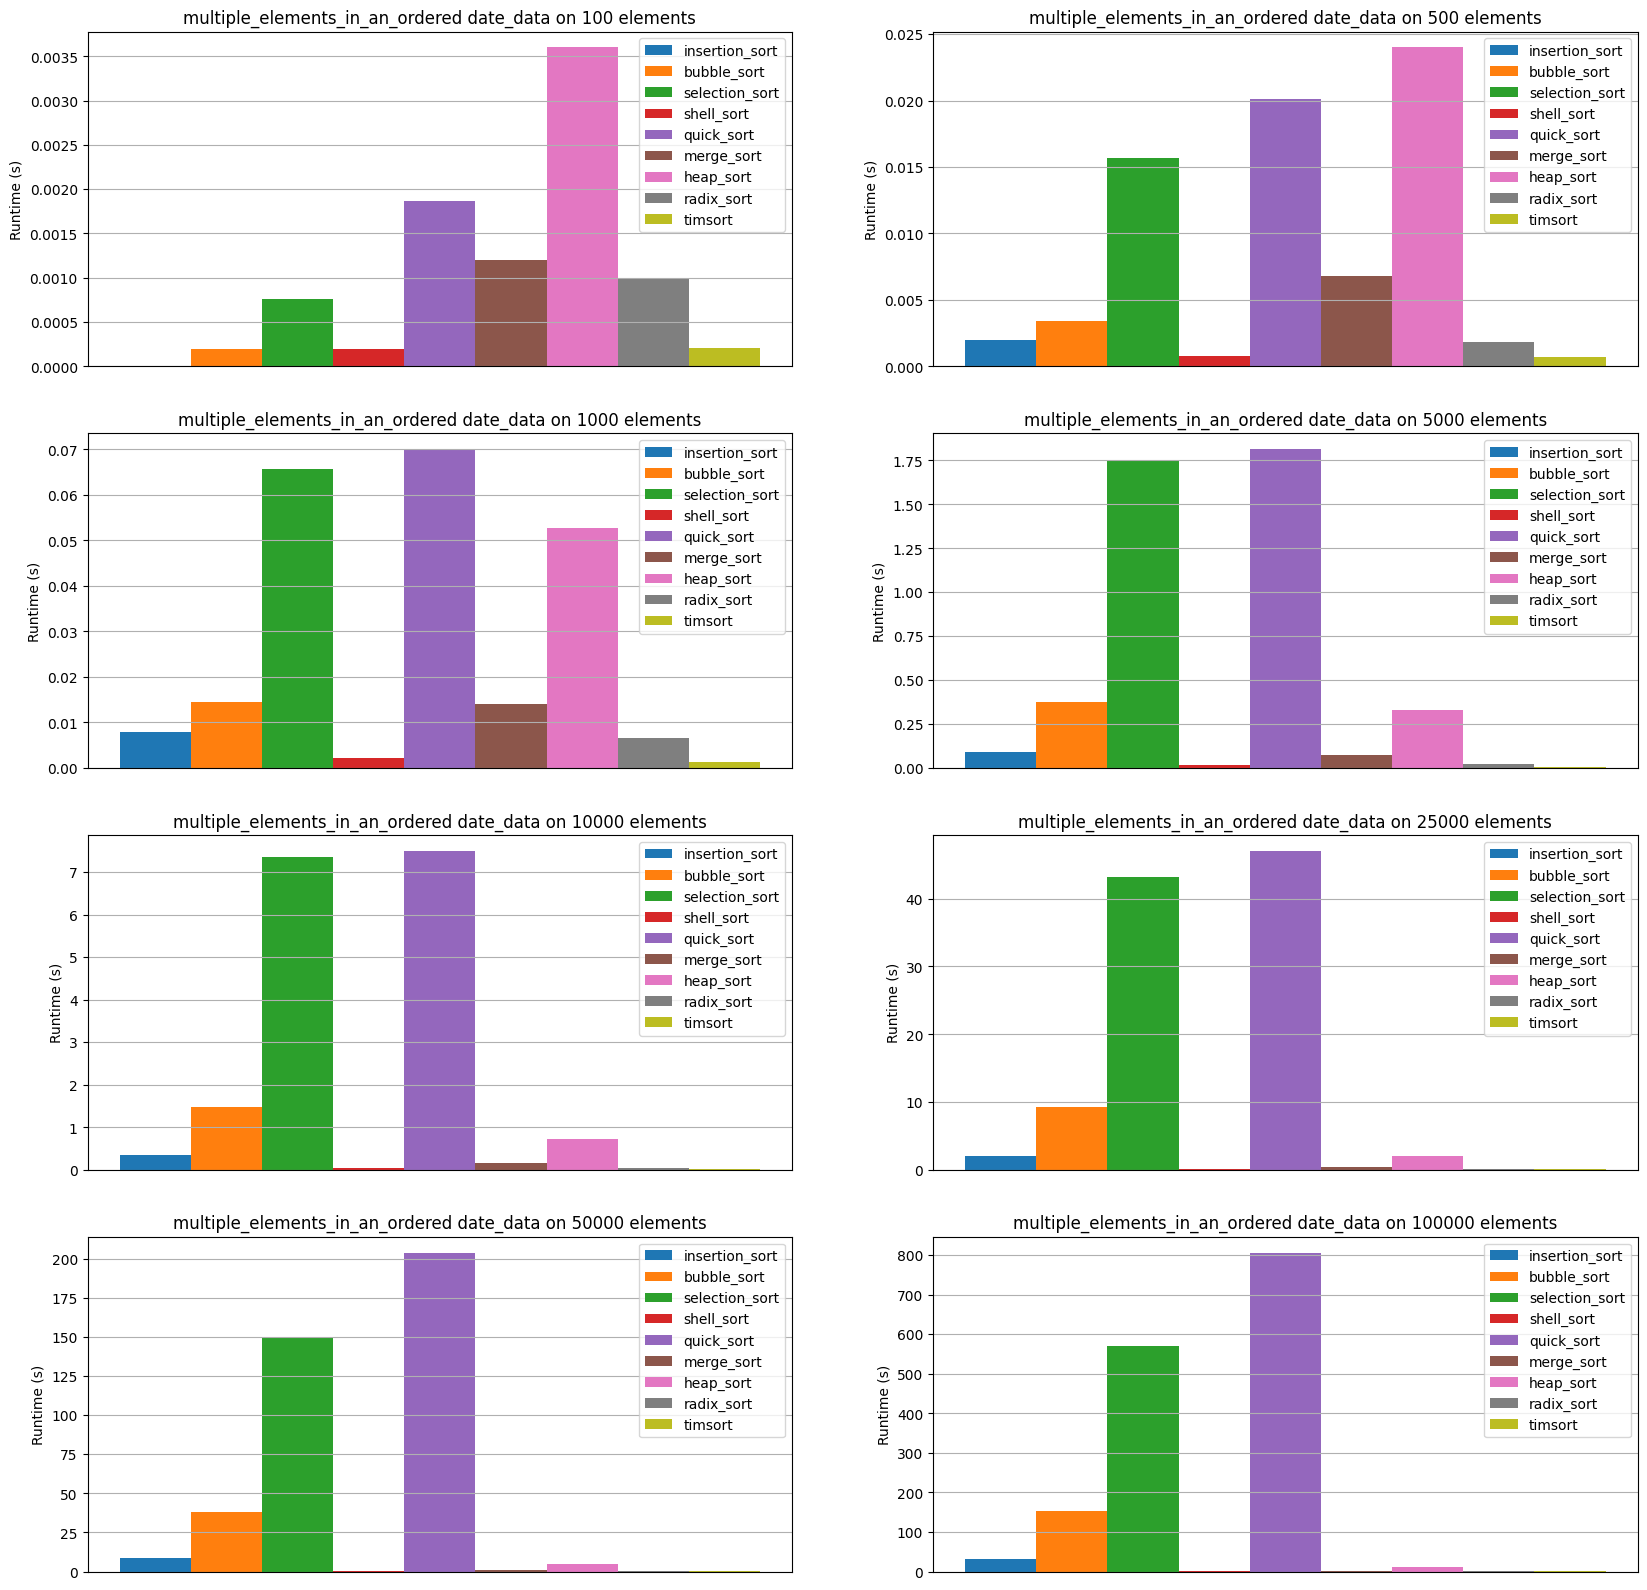 multiple_elements_in_an_ordered date_data on 100 elements
Runtime (s)
0.0035
0.0030
0.0025
0.0020
0.0015
0.0010
0.0005
0.0000
insertion_sort
bubble_sort
selection_sort
shell_sort
quick_sort
merge_sort
heap_sort
radix_sort
timsort
multiple_elements_in_an_ordered date_data on 500 elements
Runtime (s)
0.025
0.020
0.015
0.010
0.005
0.000
insertion_sort
bubble_sort
selection_sort
shell_sort
quick_sort
merge_sort
heap_sort
radix_sort
timsort
multiple_elements_in_an_ordered date_data on 1000 elements
Runtime (s)
0.07
0.06
0.05
0.04
0.03
0.02
0.01
0.00
insertion_sort
bubble_sort
selection_sort
shell_sort
quick_sort
merge_sort
heap_sort
radix_sort
timsort
multiple_elements_in_an_ordered date_data on 5000 elements
Runtime (s)
1.75
1.50
1.25
1.00
0.75
0.50
0.25
0.00
insertion_sort
bubble_sort
selection_sort
shell_sort
quick_sort
merge_sort
heap_sort
radix_sort
timsort
multiple_elements_in_an_ordered date_data on 10000 elements
Runtime (s)
7
6
5
4
3
2
1
0
insertion_sort
bubble_sort
selection_sort
shell_sort
quick_sort
merge_sort
heap_sort
radix_sort
timsort
multiple_elements_in_an_ordered date_data on 25000 elements
Runtime (s)
40
30
20
10
0
insertion_sort
bubble_sort
selection_sort
shell_sort
quick_sort
merge_sort
heap_sort
radix_sort
timsort
multiple_elements_in_an_ordered date_data on 50000 elements
Runtime (s)
200
175
150
125
100
75
50
25
0
insertion_sort
bubble_sort
selection_sort
shell_sort
quick_sort
merge_sort
heap_sort
radix_sort
timsort
multiple_elements_in_an_ordered date_data on 100000 elements
Runtime (s)
800
700
600
500
400
300
200
100
0
insertion_sort
bubble_sort
selection_sort
shell_sort
quick_sort
merge_sort
heap_sort
radix_sort
timsort